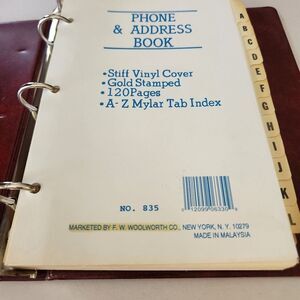 PHONE
& ADDRESS
BOOK
•Stiff Vinyl Cover
•Gold Stamped
•120Pages
•A-Z Mylar Tab Index
NO. 835
MARKETED BY F. W. WOOLWORTH CO., NEW YORK, N.Y. 10279
MADE IN MALAYSIA
A
B
C
D
E
F
G
H
I
J
K
L